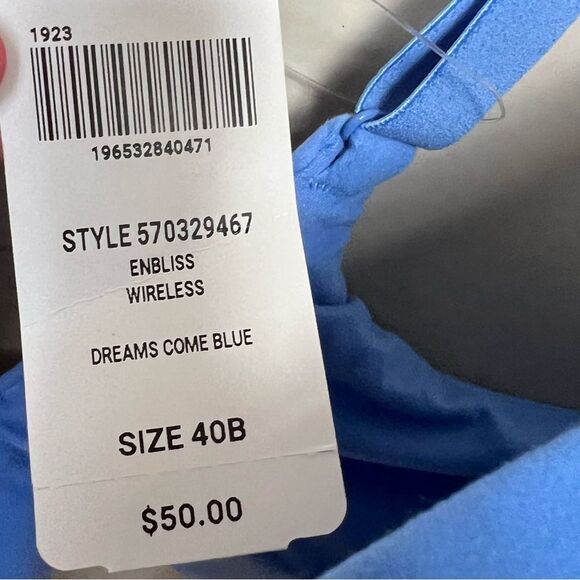 1923
196532840471
STYLE 570329467
ENBLISS
WIRELESS
DREAMS COME BLUE
SIZE 40B
$50.00